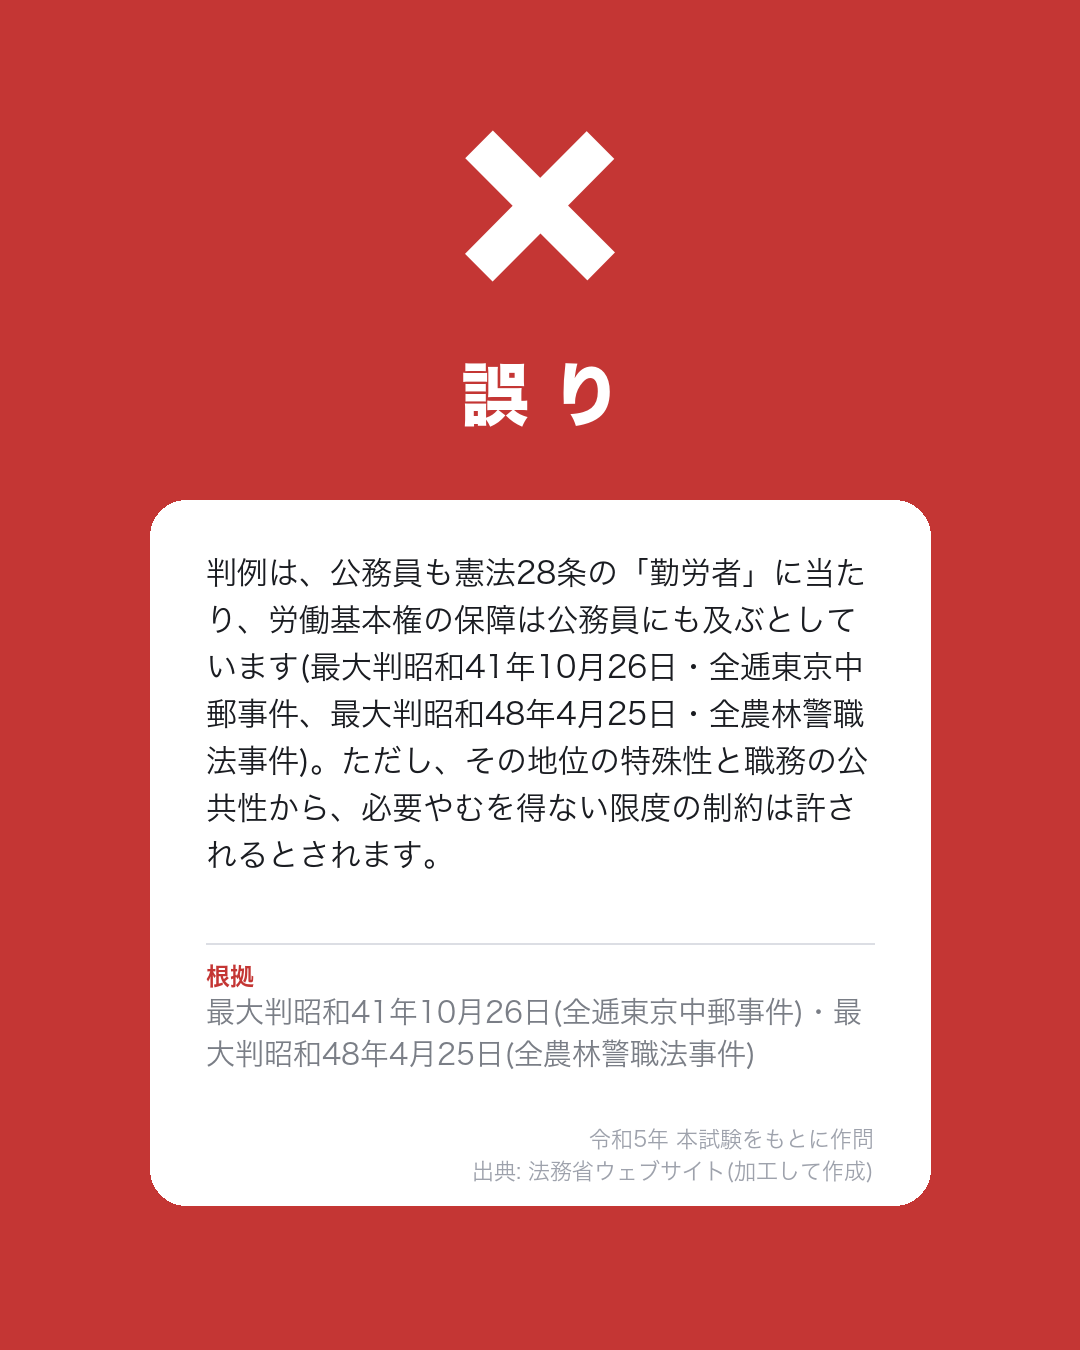 誤り
判例は、公務員も憲法28条の「勤労者」に当た
り、労働基本権の保障は公務員にも及ぶとして
います(最大判昭和41年10月26日・全逓東京中
郵事件、最大判昭和48年4月25日・全農林警職
法事件)。ただし、その地位の特殊性と職務の公
共性から、必要やむを得ない限度の制約は許さ
れるとされます。
根拠
最大判昭和41年10月26日(全逓東京中郵事件)・最
大判昭和48年4月25日(全農林警職法事件)
令和5年 本試験をもとに作問
出典: 法務省ウェブサイト(加工して作成)